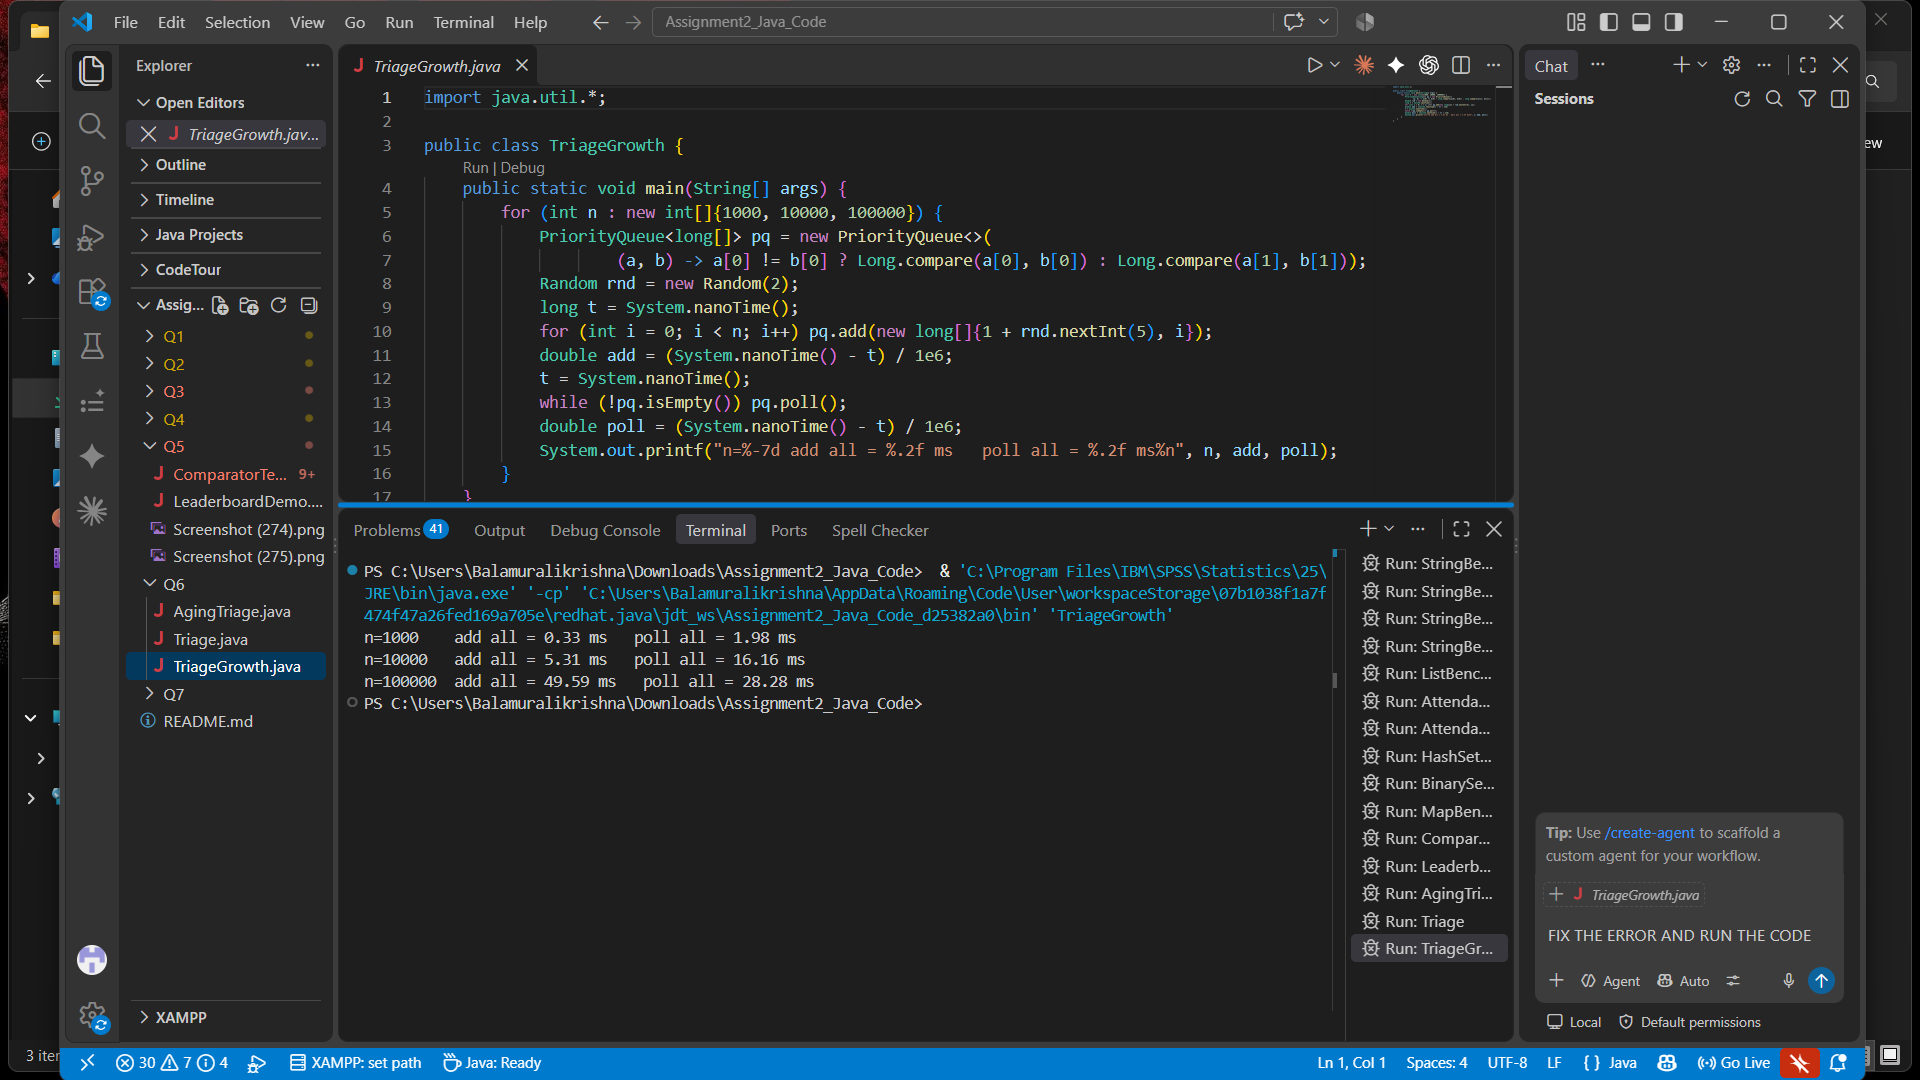 File Edit Selection View Go Run Terminal Help
Assignment2_Java_Code
Explorer
Open Editors
TriageGrowth.jav...
Outline
Timeline
Java Projects
CodeTour
Assig...
Q1
Q2
Q3
Q4
Q5
ComparatorTe... 9+
LeaderboardDemo....
Screenshot (274).png
Screenshot (275).png
Q6
AgingTriage.java
Triage.java
TriageGrowth.java
Q7
README.md
XAMPP
3 iter
TriageGrowth.java
1 import java.util.*;
2
3 public class TriageGrowth {
Run | Debug
4 public static void main(String[] args) {
5 for (int n : new int[]{1000, 10000, 100000}) {
6 PriorityQueue<long[]> pq = new PriorityQueue<>(
7 (a, b) -> a[0] != b[0] ? Long.compare(a[0], b[0]) : Long.compare(a[1], b[1]));
8 Random rnd = new Random(2);
9 long t = System.nanoTime();
10 for (int i = 0; i < n; i++) pq.add(new long[]{1 + rnd.nextInt(5), i});
11 double add = (System.nanoTime() - t) / 1e6;
12 t = System.nanoTime();
13 while (!pq.isEmpty()) pq.poll();
14 double poll = (System.nanoTime() - t) / 1e6;
15 System.out.printf("n=%-7d add all = %.2f ms   poll all = %.2f ms%n", n, add, poll);
16 }
17 }
Problems 41 Output Debug Console Terminal Ports Spell Checker
PS C:\Users\Balamuralikrishna\Downloads\Assignment2_Java_Code>  & 'C:\Program Files\IBM\SPSS\Statistics\25\
JRE\bin\java.exe' '-cp' 'C:\Users\Balamuralikrishna\AppData\Roaming\Code\User\workspaceStorage\07b1038f1a7f
474f47a26fed169a705e\redhat.java\jdt_ws\Assignment2_Java_Code_d25382a0\bin' 'TriageGrowth'
n=1000    add all = 0.33 ms   poll all = 1.98 ms
n=10000   add all = 5.31 ms   poll all = 16.16 ms
n=100000  add all = 49.59 ms   poll all = 28.28 ms
PS C:\Users\Balamuralikrishna\Downloads\Assignment2_Java_Code>
Run: StringBe...
Run: StringBe...
Run: StringBe...
Run: StringBe...
Run: ListBenc...
Run: Attenda...
Run: Attenda...
Run: HashSet...
Run: BinarySe...
Run: MapBen...
Run: Compar...
Run: Leaderb...
Run: AgingTri...
Run: Triage
Run: TriageGr...
Chat
Sessions
ew
Tip: Use /create-agent to scaffold a
custom agent for your workflow.
TriageGrowth.java
FIX THE ERROR AND RUN THE CODE
Agent Auto
Local Default permissions
30 7 4 XAMPP: set path Java: Ready Ln 1, Col 1 Spaces: 4 UTF-8 LF {} Java Go Live